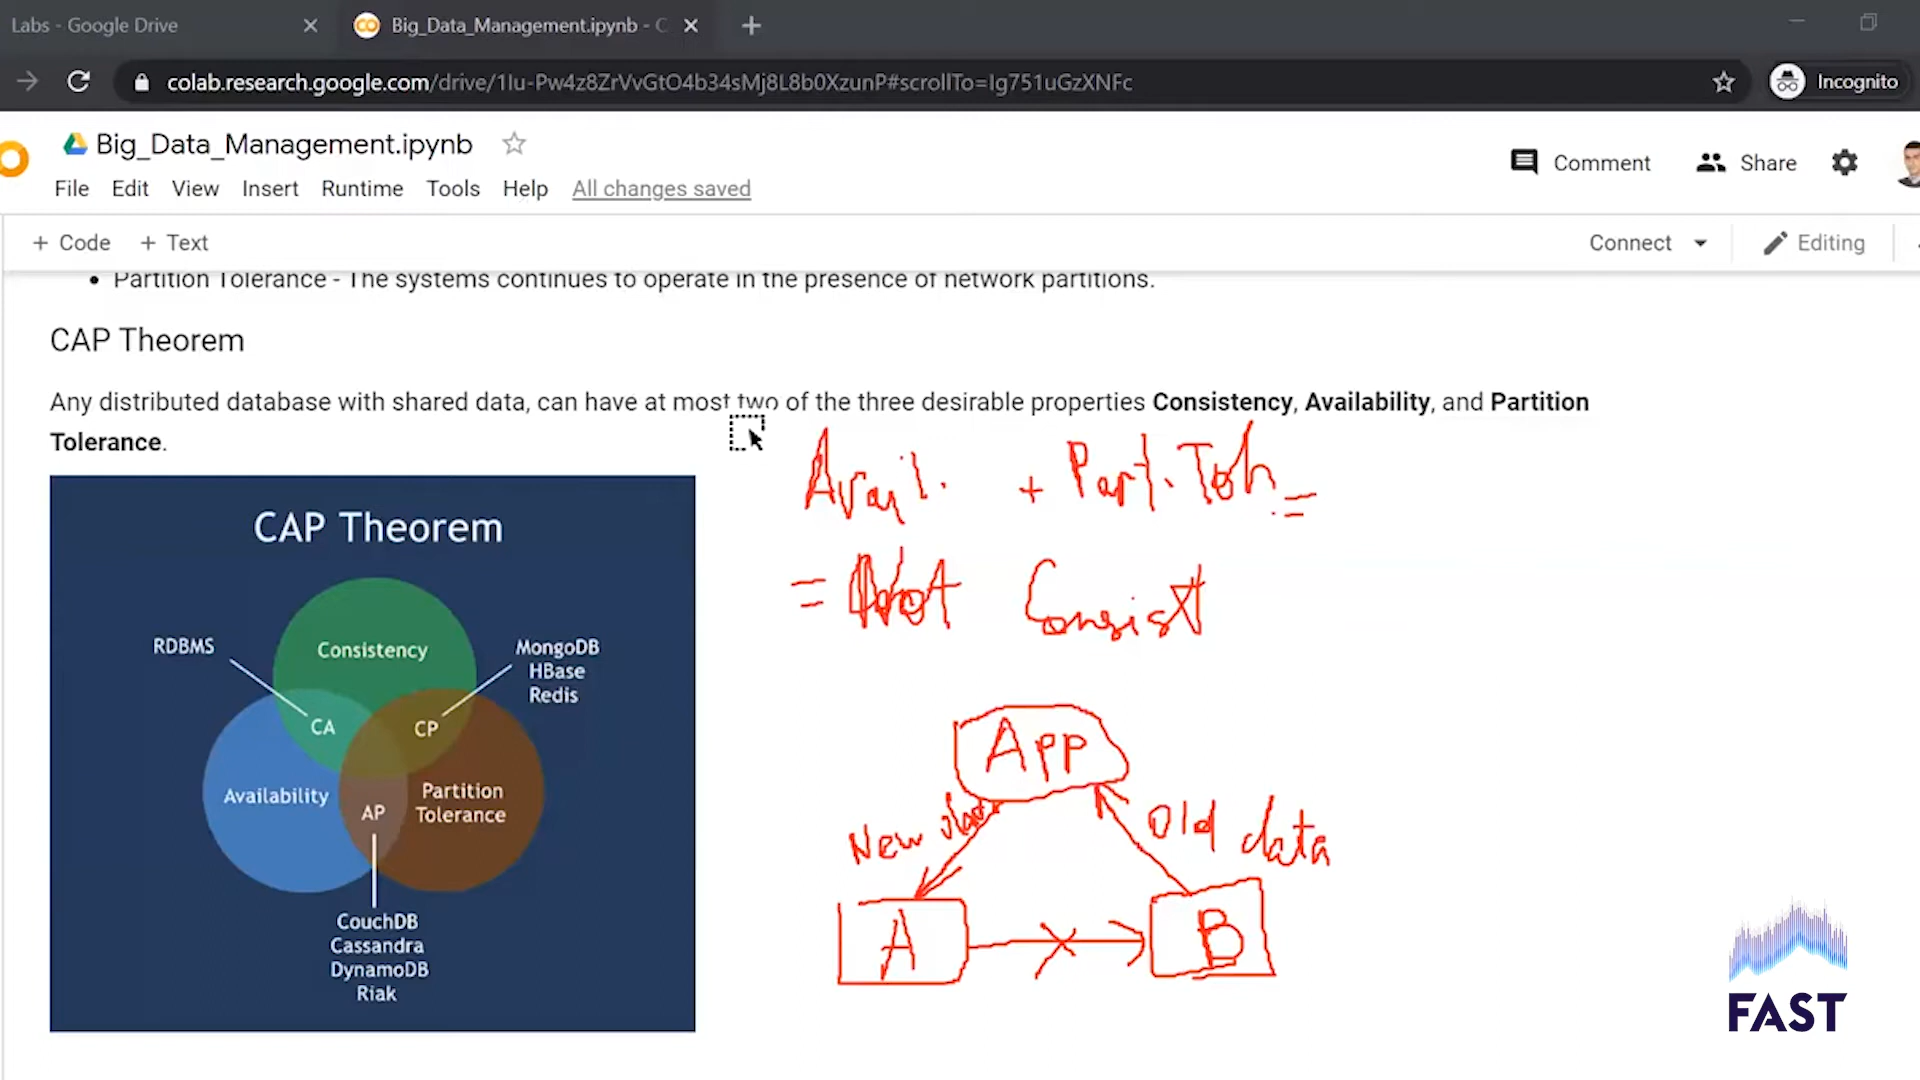 Labs - Google Drive
Big_Data_Management.ipynb - C
colab.research.google.com/drive/1Iu-Pw4z8ZrVvGtO4b34sMj8L8b0XzunP#scrollTo=Ig751uGzXNFc
Incognito
Big_Data_Management.ipynb
Comment
Share
File Edit View Insert Runtime Tools Help All changes saved
+ Code + Text
Connect
Editing
• Partition Tolerance - The systems continues to operate in the presence of network partitions.
CAP Theorem
Any distributed database with shared data, can have at most two of the three desirable properties Consistency, Availability, and Partition
Tolerance.
Avail. + Part. Tol. =
= Not Consist
CAP Theorem
RDBMS
Consistency
MongoDB
HBase
Redis
CA
CP
Availability
Partition
Tolerance
AP
CouchDB
Cassandra
DynamoDB
Riak
App
New data
Old data
A
B
FAST